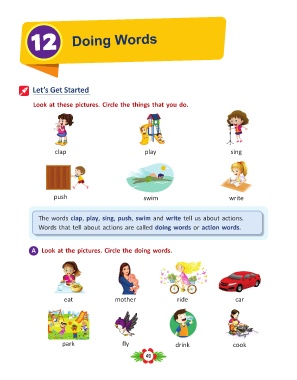 12 Doing Words
Let's Get Started
Look at these pictures. Circle the things that you do.
clap play sing
push swim write
The words clap, play, sing, push, swim and write tell us about actions.
Words that tell about actions are called doing words or action words.
A Look at the pictures. Circle the doing words.
eat mother ride car
park fly drink cook
49